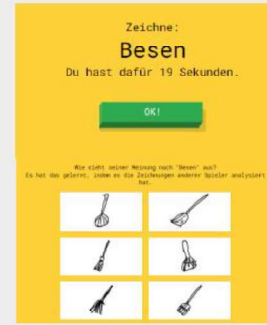 Zeichne:
Besen
Du hast dafür 19 Sekunden.
OK!
Wie sieht seiner Meinung nach "Besen" aus?
Es hat das gelernt, indem es die Zeichnungen anderer Spieler analysiert
hat.